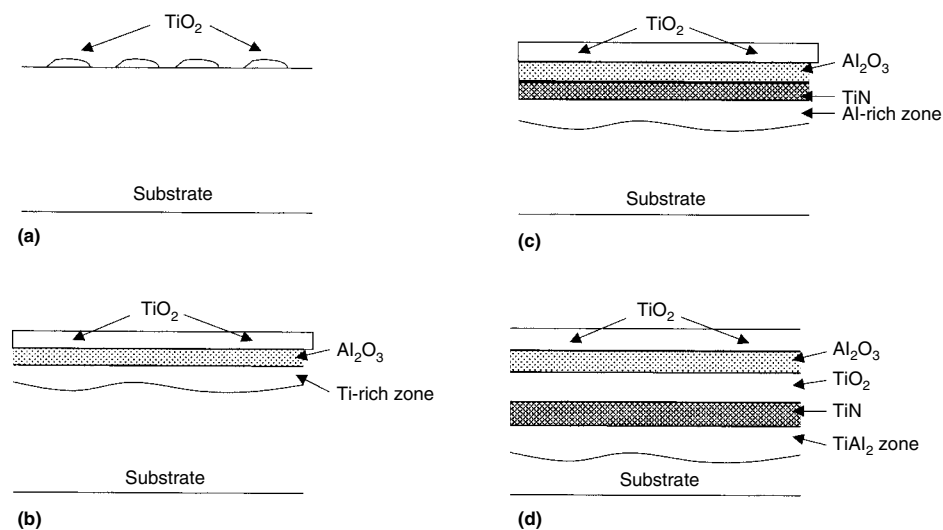 TiO2
Substrate
(a)
TiO2
Al2O3
Ti-rich zone
Substrate
(b)
TiO2
Al2O3
TiN
Al-rich zone
Substrate
(c)
TiO2
Al2O3
TiO2
TiN
TiAl2 zone
Substrate
(d)